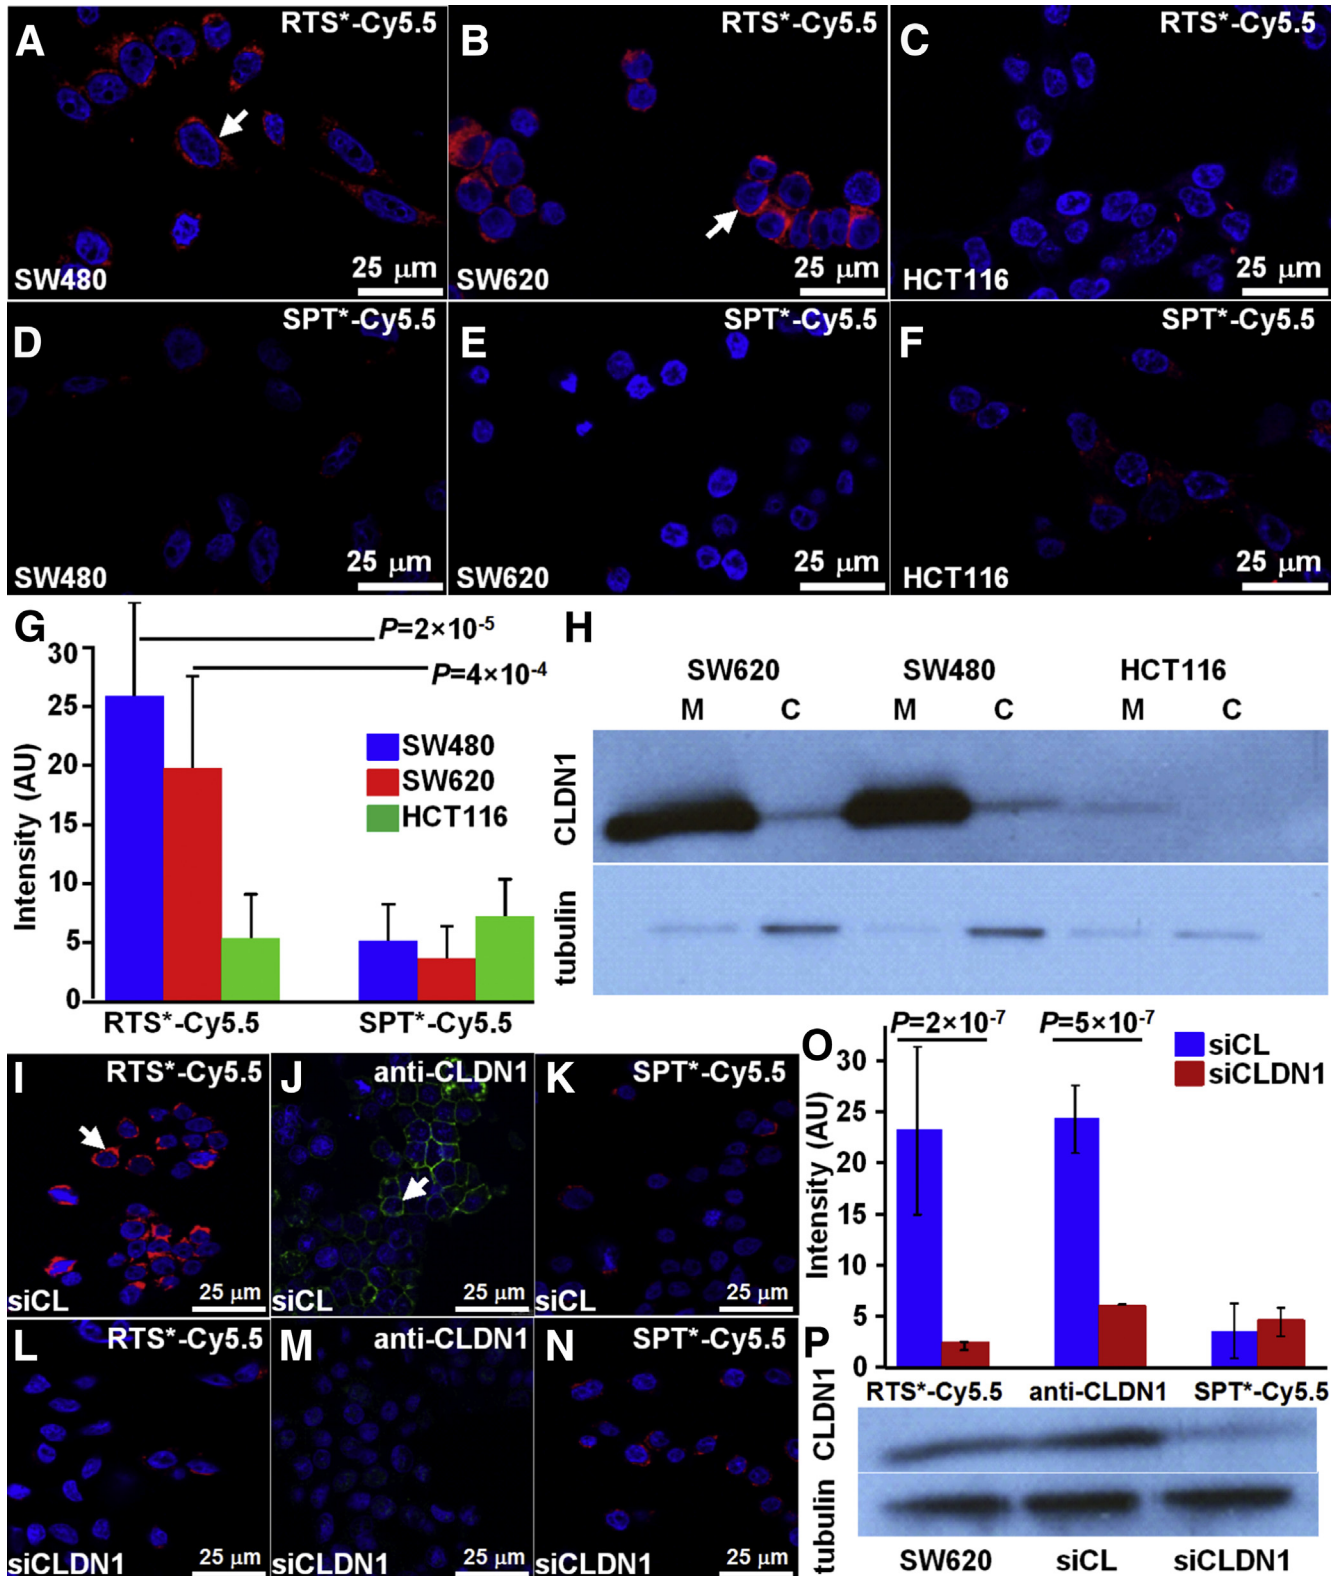 A
RTS*-Cy5.5
SW480
25 μm
B
RTS*-Cy5.5
SW620
25 μm
C
RTS*-Cy5.5
HCT116
25 μm
D
SPT*-Cy5.5
SW480
25 μm
E
SPT*-Cy5.5
SW620
25 μm
F
SPT*-Cy5.5
HCT116
25 μm
G
P=2×10-5
P=4×10-4
Intensity (AU)
30
25
20
15
10
5
0
SW480
SW620
HCT116
RTS*-Cy5.5 SPT*-Cy5.5
H
SW620 SW480 HCT116
M C M C M C
CLDN1
tubulin
I
RTS*-Cy5.5
siCL
25 μm
J
anti-CLDN1
siCL
25 μm
K
SPT*-Cy5.5
siCL
25 μm
L
RTS*-Cy5.5
siCLDN1
25 μm
M
anti-CLDN1
siCLDN1
25 μm
N
SPT*-Cy5.5
siCLDN1
25 μm
O
P=2×10-7 P=5×10-7
siCL
siCLDN1
Intensity (AU)
30
25
20
15
10
5
0
RTS*-Cy5.5 anti-CLDN1 SPT*-Cy5.5
P
CLDN1
tubulin
SW620 siCL siCLDN1